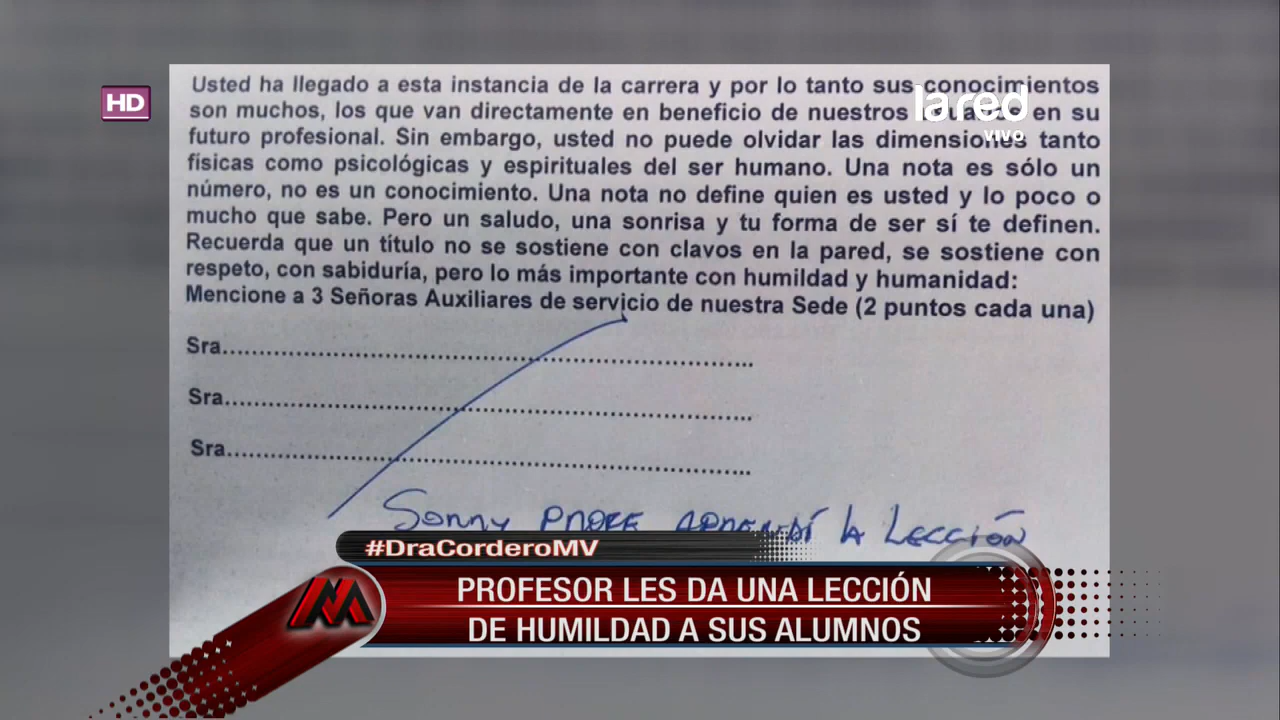 Usted ha llegado a esta instancia de la carrera y por lo tanto sus conocimientos
HD
la red
son muchos, los que van directamente en beneficio de nuestros en su
vivo
futuro profesional. Sin embargo, usted no puede olvidar las dimensiones tanto
físicas como psicológicas y espirituales del ser humano. Una nota es sólo un
número, no es un conocimiento. Una nota no define quien es usted y lo poco o
mucho que sabe. Pero un saludo, una sonrisa y tu forma de ser sí te definen.
Recuerda que un título no se sostiene con clavos en la pared, se sostiene con
respeto, con sabiduría, pero lo más importante con humildad y humanidad:
Mencione a 3 Señoras Auxiliares de servicio de nuestra Sede (2 puntos cada una)
Sra.......................................................................
Sra.......................................................................
Sra.......................................................................
Sorry PROFE APRENDÍ LA LECCIÓN
#DraCorderoMV
PROFESOR LES DA UNA LECCIÓN
DE HUMILDAD A SUS ALUMNOS